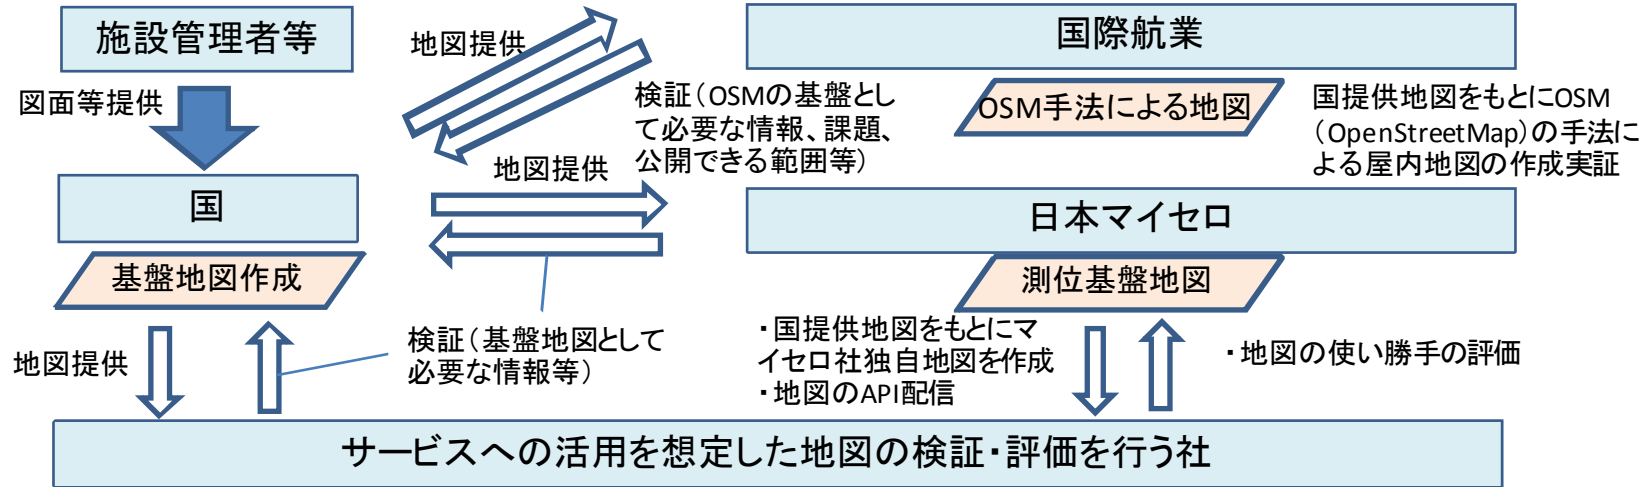 施設管理者等
図面等提供
国
基盤地図作成
地図提供
地図提供
地図提供
検証（OSMの基盤とし
て必要な情報、課題、
公開できる範囲等）
検証（基盤地図として
必要な情報等）
国際航業
OSM手法による地図
国提供地図をもとにOSM
（OpenStreetMap）の手法に
よる屋内地図の作成実証
日本マイセロ
測位基盤地図
・国提供地図をもとにマ
イセロ社独自地図を作成
・地図のAPI配信
・地図の使い勝手の評価
サービスへの活用を想定した地図の検証・評価を行う社